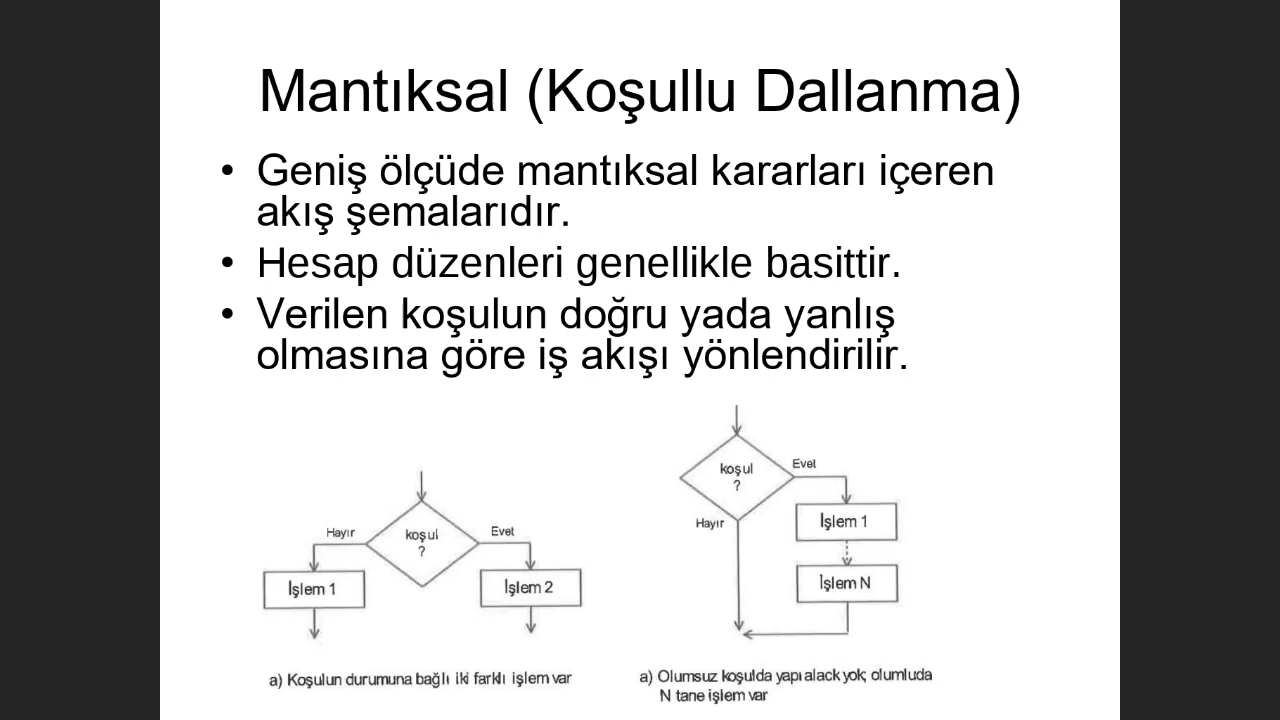 Mantıksal (Koşullu Dallanma)
• Geniş ölçüde mantıksal kararları içeren
akış şemalarıdır.
• Hesap düzenleri genellikle basittir.
• Verilen koşulun doğru yada yanlış
olmasına göre iş akışı yönlendirilir.
koşul
?
Hayır
Evet
İşlem 1
İşlem 2
a) Koşulun durumuna bağlı iki farklı işlem var
koşul
?
Evet
Hayır
İşlem 1
İşlem N
a) Olumsuz koşulda yapı alack yok, olumluda
N tane işlem var